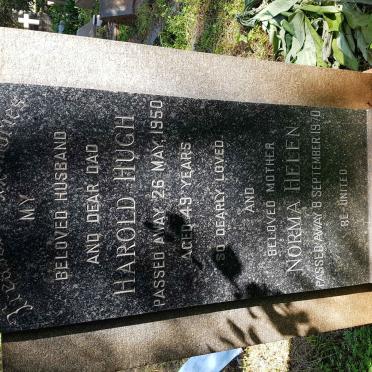 MY
BELOVED HUSBAND
AND DEAR DAD
HAROLD HUGH
PASSED AWAY 26 MAY, 1950
AGED 49 YEARS.
SO DEARLY LOVED.
AND
BELOVED MOTHER
NORMA HELEN
PASSED AWAY 8 SEPTEMBER 1970
RE-UNITED